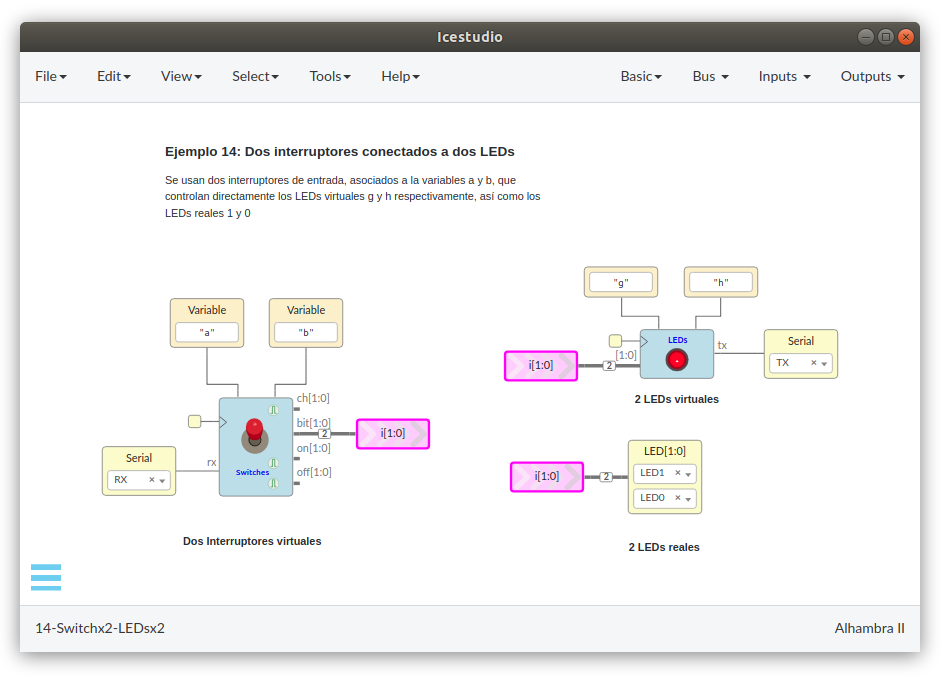 Icestudio
File Edit View Select Tools Help Basic Bus Inputs Outputs
Ejemplo 14: Dos interruptores conectados a dos LEDs
Se usan dos interruptores de entrada, asociados a la variables a y b, que
controlan directamente los LEDs virtuales g y h respectivamente, así como los
LEDs reales 1 y 0
Variable
"a"
Variable
"b"
ch[1:0]
bit[1:0]
2
on[1:0]
off[1:0]
Switches
rx
Serial
RX
i[1:0]
Dos Interruptores virtuales
"g"
"h"
LEDs
[1:0]
2
i[1:0]
tx
Serial
TX
2 LEDs virtuales
i[1:0]
2
LED[1:0]
LED1
LED0
2 LEDs reales
14-Switchx2-LEDsx2
Alhambra II